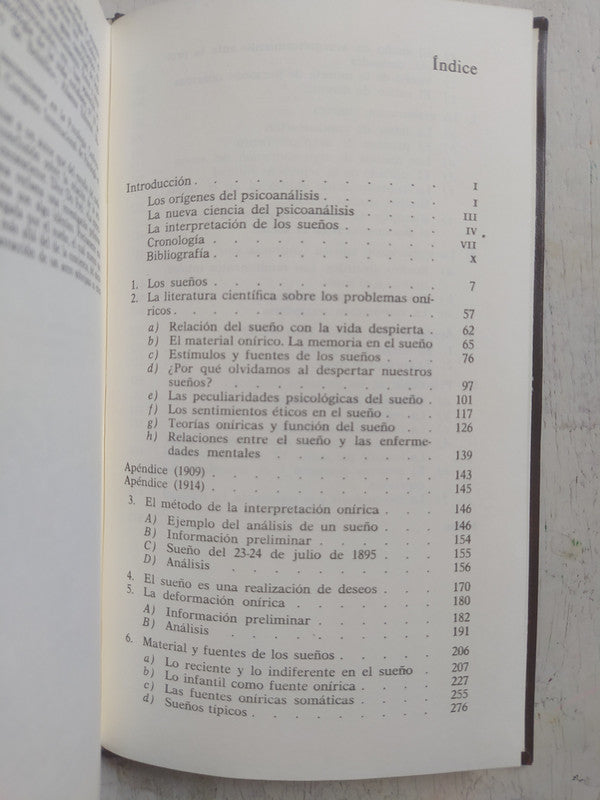 Índice
Introducción . . . . . . . . . . . I
Los orígenes del psicoanálisis . . . . . I
La nueva ciencia del psicoanálisis . . . . III
La interpretación de los sueños . . . . . IV
Cronología . . . . . . . . . . VII
Bibliografía . . . . . . . . . . X
1. Los sueños . . . . . . . . . . 7
2. La literatura científica sobre los problemas oní-
ricos . . . . . . . . . . . . 57
a) Relación del sueño con la vida despierta . 62
b) El material onírico. La memoria en el sueño 65
c) Estímulos y fuentes de los sueños . . . 76
d) ¿Por qué olvidamos al despertar nuestros
sueños? . . . . . . . . . 97
e) Las peculiaridades psicológicas del sueño . 101
f) Los sentimientos éticos en el sueño . . . 117
g) Teorías oníricas y función del sueño . . 126
h) Relaciones entre el sueño y las enferme-
dades mentales . . . . . . . . 139
Apéndice (1909) . . . . . . . . . . 143
Apéndice (1914) . . . . . . . . . . 145
3. El método de la interpretación onírica . . . 146
A) Ejemplo del análisis de un sueño . . . 146
B) Información preliminar . . . . . . 154
C) Sueño del 23-24 de julio de 1895 . . . 155
D) Análisis . . . . . . . . . 156
4. El sueño es una realización de deseos . . . 170
5. La deformación onírica . . . . . . . 180
A) Información preliminar . . . . . . 182
B) Análisis . . . . . . . . . 191
6. Material y fuentes de los sueños . . . . . 206
a) Lo reciente y lo indiferente en el sueño . 207
b) Lo infantil como fuente onírica . . . . 227
c) Las fuentes oníricas somáticas . . . . 255
d) Sueños típicos . . . . . . . . 276